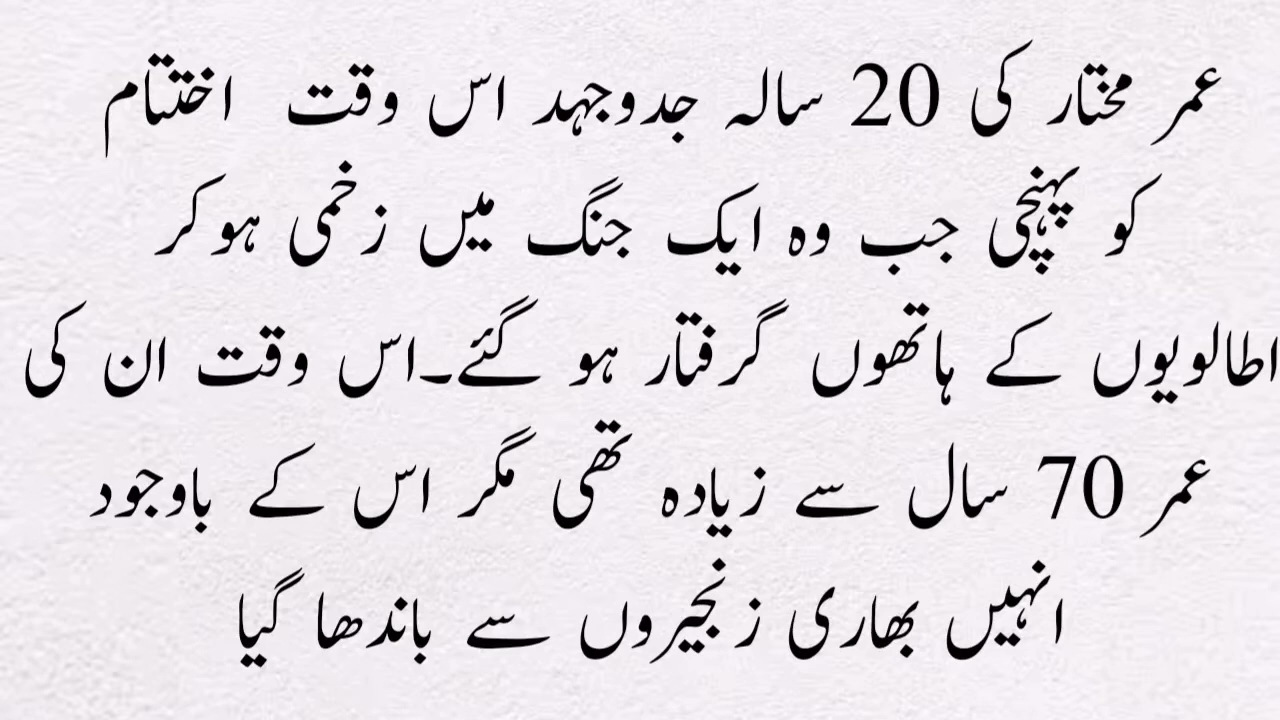 عمر مختار کی 20 سالہ جدوجہد اس وقت اختتام
کو پہنچی جب وہ ایک جنگ میں زخمی ہوکر
اطالویوں کے ہاتھوں گرفتار ہو گئے۔اس وقت ان کی
عمر 70 سال سے زیادہ تھی مگر اس کے باوجود
انہیں بھاری زنجیروں سے باندھا گیا